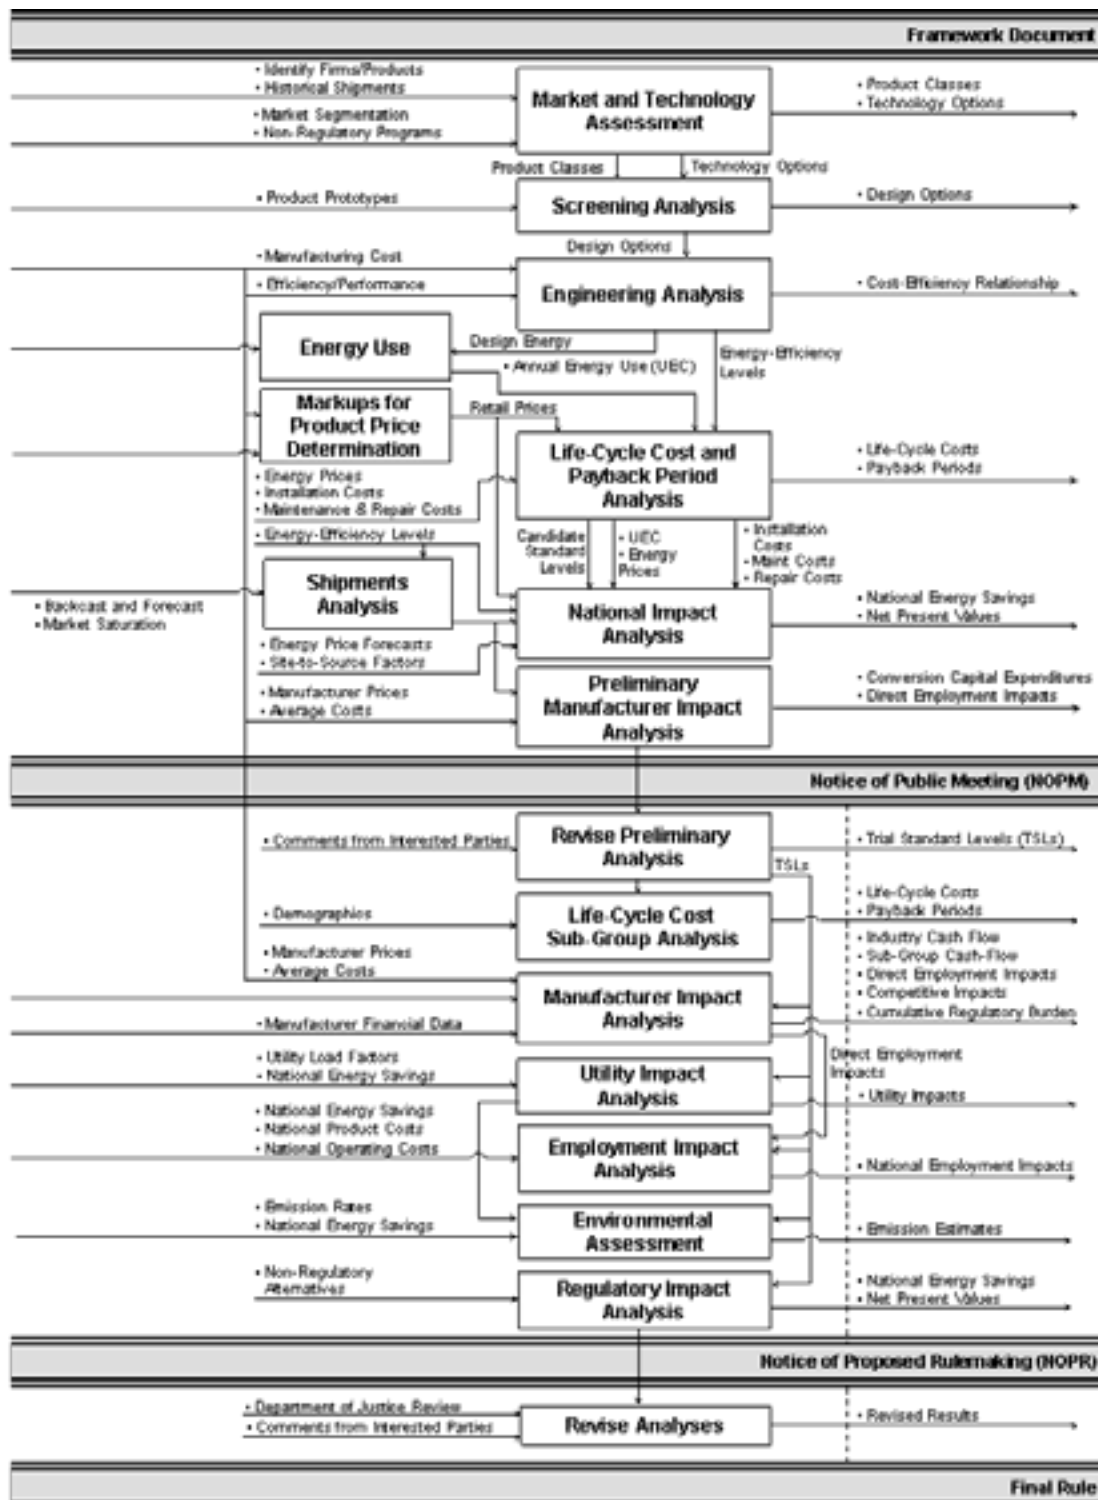 Framework Document
• Identify Firms/Products
• Historical Shipments
• Market Segmentation
• Non-Regulatory Programs
Market and Technology
Assessment
• Product Classes
• Technology Options
Product Classes
Technology Options
• Product Prototypes
Screening Analysis
• Design Options
Design Options
• Manufacturing Cost
• Efficiency/Performance
Engineering Analysis
• Cost-Efficiency Relationship
Energy Use
Design Energy
• Annual Energy Use (UEC)
Energy-Efficiency
Levels
Markups for
Product Price
Determination
Retail Prices
• Energy Prices
• Installation Costs
• Maintenance & Repair Costs
Life-Cycle Cost and
Payback Period
Analysis
• Life-Cycle Costs
• Payback Periods
• Energy-Efficiency Levels
Candidate
Standard
Levels
• UEC
• Energy
Prices
• Installation
Costs
• Maint Costs
• Repair Costs
Shipments
Analysis
• Backcast and Forecast
• Market Saturation
• Energy Price Forecasts
• Site-to-Source Factors
National Impact
Analysis
• National Energy Savings
• Net Present Values
• Manufacturer Prices
• Average Costs
Preliminary
Manufacturer Impact
Analysis
• Conversion Capital Expenditures
• Direct Employment Impacts
Notice of Public Meeting (NOPM)
• Comments from Interested Parties
Revise Preliminary
Analysis
• Trial Standard Levels (TSLs)
TSLs
• Demographics
Life-Cycle Cost
Sub-Group Analysis
• Life-Cycle Costs
• Payback Periods
• Manufacturer Prices
• Average Costs
• Manufacturer Financial Data
Manufacturer Impact
Analysis
• Industry Cash Flow
• Sub-Group Cash-Flow
• Direct Employment Impacts
• Competitive Impacts
• Cumulative Regulatory Burden
Direct Employment
Impacts
• Utility Load Factors
• National Energy Savings
Utility Impact
Analysis
• Utility Impacts
• National Energy Savings
• National Product Costs
• National Operating Costs
Employment Impact
Analysis
• National Employment Impacts
• Emission Rates
• National Energy Savings
Environmental
Assessment
• Emission Estimates
• Non-Regulatory
Alternatives
Regulatory Impact
Analysis
• National Energy Savings
• Net Present Values
Notice of Proposed Rulemaking (NOPR)
• Department of Justice Review
• Comments from Interested Parties
Revise Analyses
• Revised Results
Final Rule